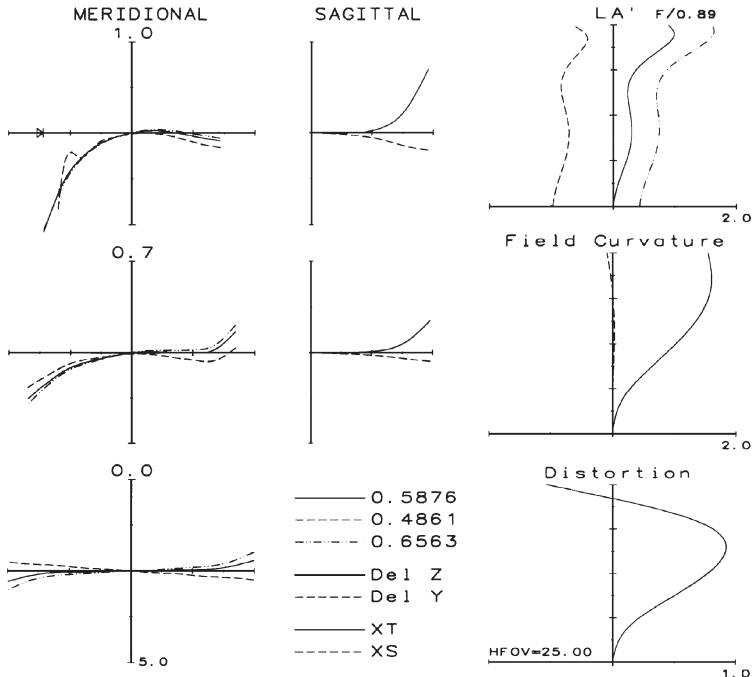 MERIDIONAL
SAGITTAL
LA' F/0.89
1.0
2.0
0.7
Field Curvature
2.0
0.0
Distortion
0.5876
0.4861
0.6563
Del Z
Del Y
XT
XS
5.0
HFOV=25.00
1.0